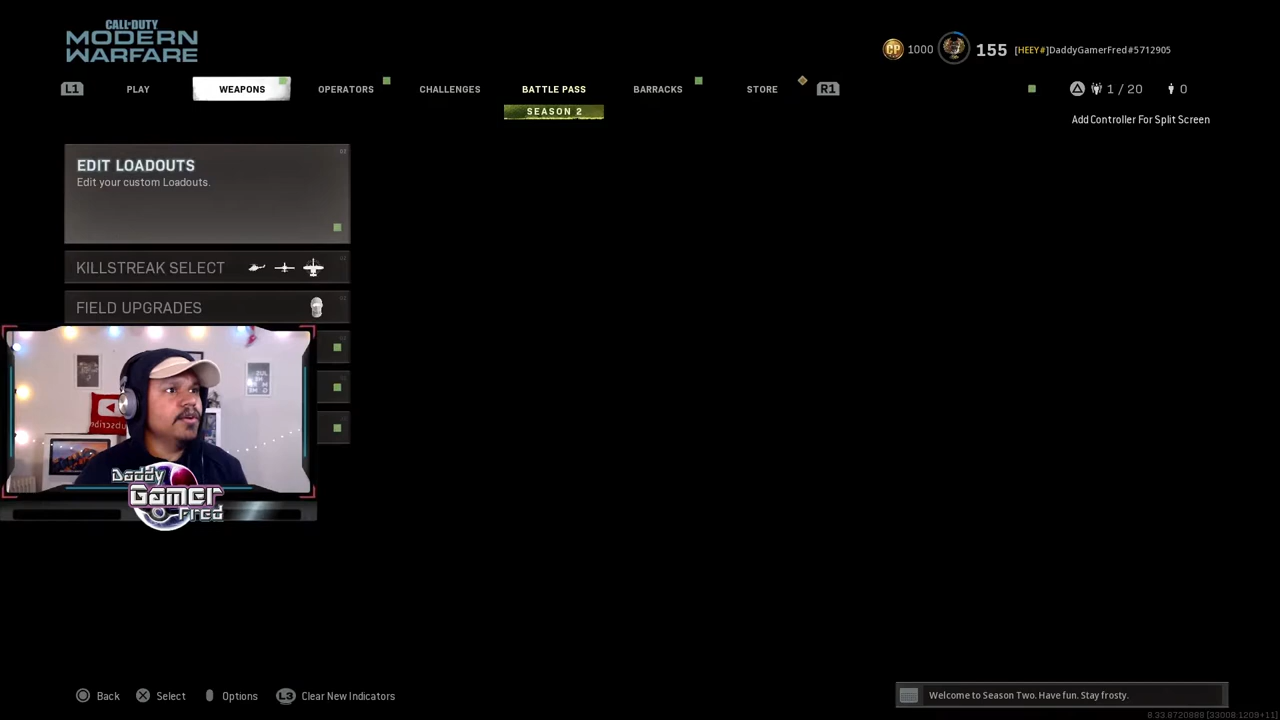 CALL OF DUTY
MODERN
WARFARE
CP 1000 155 [HEEY#]DaddyGamerFred#5712905
L1 PLAY WEAPONS OPERATORS CHALLENGES BATTLE PASS BARRACKS STORE R1 1 / 20 0
SEASON 2
Add Controller For Split Screen
EDIT LOADOUTS
Edit your custom Loadouts.
KILLSTREAK SELECT
FIELD UPGRADES
Daddy
Gamer
Fred
Back Select Options L3 Clear New Indicators
Welcome to Season Two. Have fun. Stay frosty.